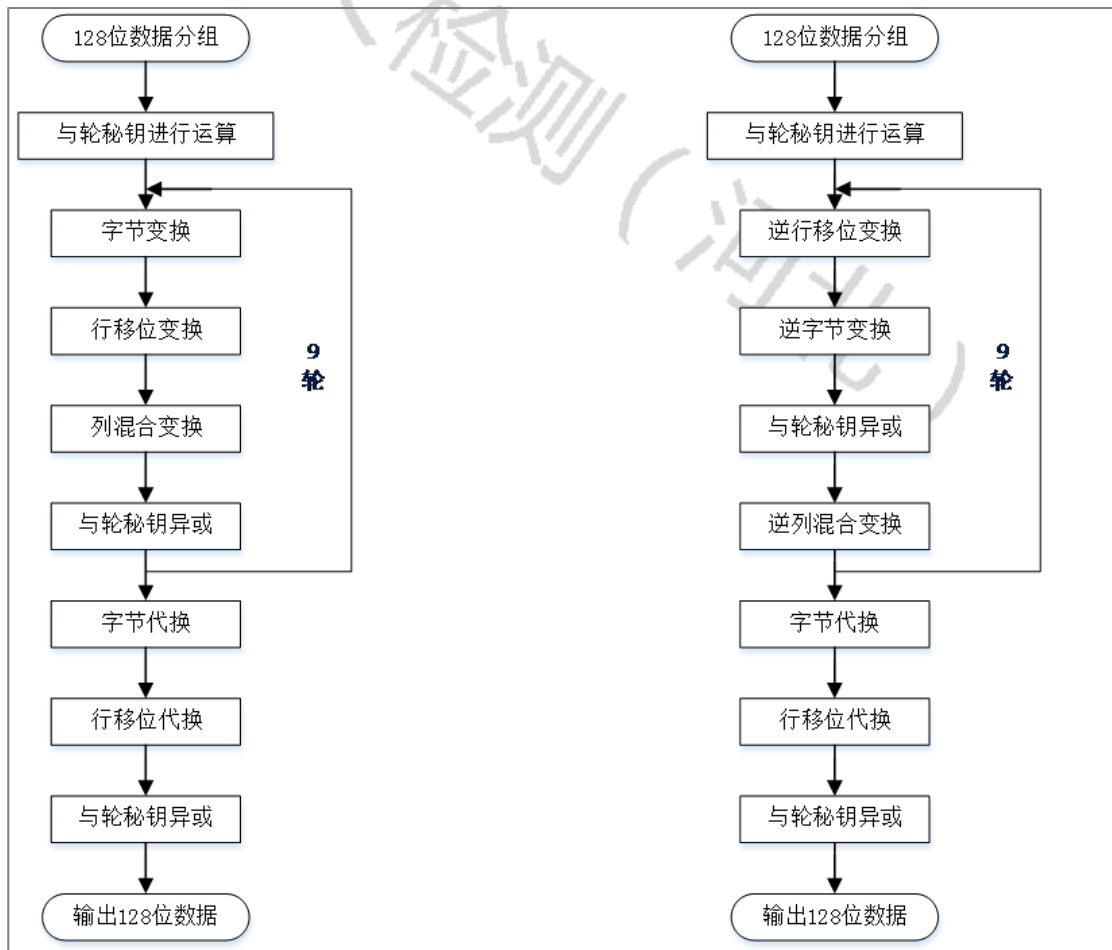 128位数据分组
与轮秘钥进行运算
字节变换
行移位变换
列混合变换
与轮秘钥异或
9
轮
字节代换
行移位代换
与轮秘钥异或
输出128位数据
128位数据分组
与轮秘钥进行运算
逆行移位变换
逆字节变换
与轮秘钥异或
逆列混合变换
9
轮
字节代换
行移位代换
与轮秘钥异或
输出128位数据
(检测(河北)